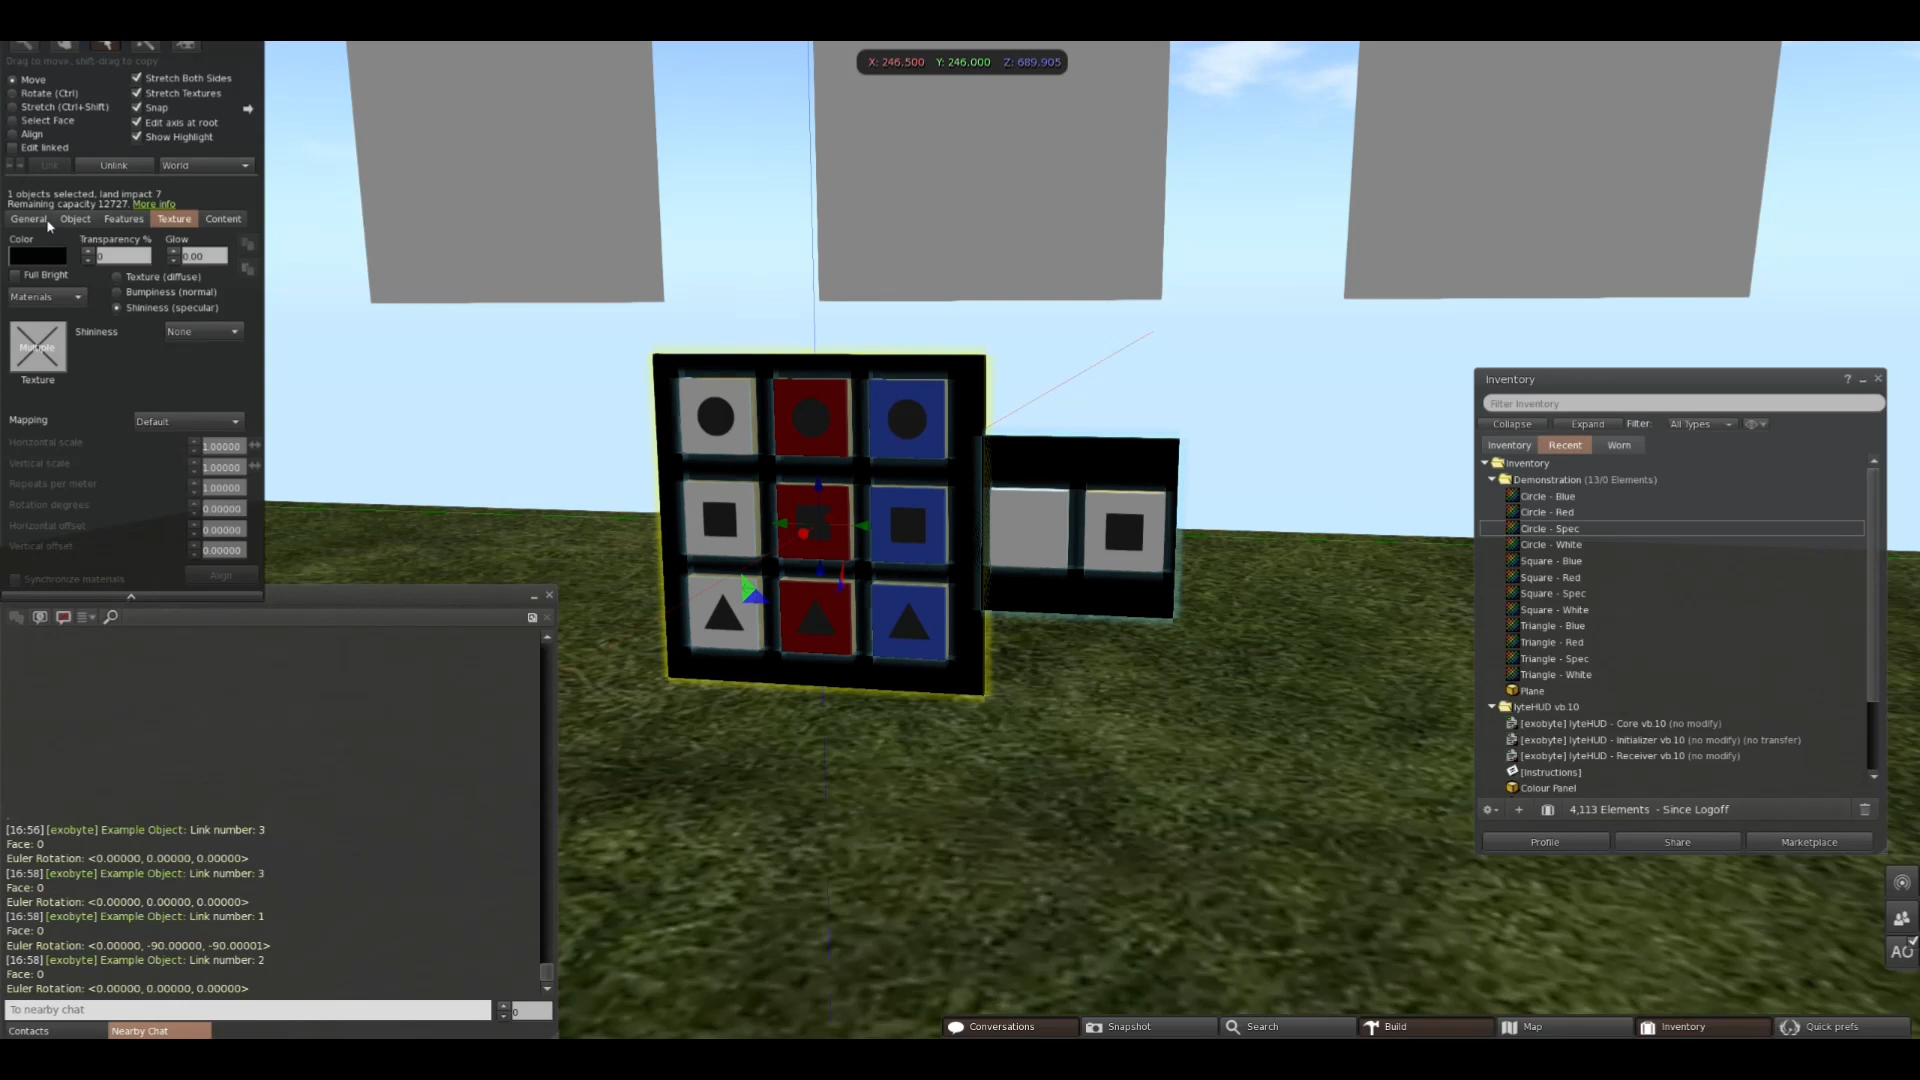 Drag to move, shift-drag to copy
Move
Rotate (Ctrl)
Stretch (Ctrl+Shift)
Select Face
Align
Edit linked
Stretch Both Sides
Stretch Textures
Snap
Edit axis at root
Show Highlight
Link
Unlink
World
1 objects selected, land impact 7
Remaining capacity 12727. More info
General
Object
Features
Texture
Content
Color
Transparency %
Glow
0
0.00
Full Bright
Texture (diffuse)
Bumpiness (normal)
Shininess (specular)
Materials
Multiple
Texture
Shininess
None
Mapping
Default
Horizontal scale
1.00000
Vertical scale
1.00000
Repeats per meter
1.00000
Rotation degrees
0.00000
Horizontal offset
0.00000
Vertical offset
0.00000
Synchronize materials
Align
X: 246.500 Y: 246.000 Z: 689.905
[16:56] [exobyte] Example Object: Link number: 3
Face: 0
Euler Rotation: <0.00000, 0.00000, 0.00000>
[16:58] [exobyte] Example Object: Link number: 3
Face: 0
Euler Rotation: <0.00000, 0.00000, 0.00000>
[16:58] [exobyte] Example Object: Link number: 1
Face: 0
Euler Rotation: <0.00000, -90.00000, -90.00001>
[16:58] [exobyte] Example Object: Link number: 2
Face: 0
Euler Rotation: <0.00000, 0.00000, 0.00000>
To nearby chat
0
Contacts
Nearby Chat
Inventory
?
Filter Inventory
Collapse
Expand
Filter:
All Types
Inventory
Recent
Worn
Inventory
Demonstration (13/0 Elements)
Circle - Blue
Circle - Red
Circle - Spec
Circle - White
Square - Blue
Square - Red
Square - Spec
Square - White
Triangle - Blue
Triangle - Red
Triangle - Spec
Triangle - White
Plane
lyteHUD vb.10
[exobyte] lyteHUD - Core vb.10 (no modify)
[exobyte] lyteHUD - Initializer vb.10 (no modify) (no transfer)
[exobyte] lyteHUD - Receiver vb.10 (no modify)
[Instructions]
Colour Panel
4,113 Elements - Since Logoff
Profile
Share
Marketplace
AO
Conversations
Snapshot
Search
Build
Map
Inventory
Quick prefs